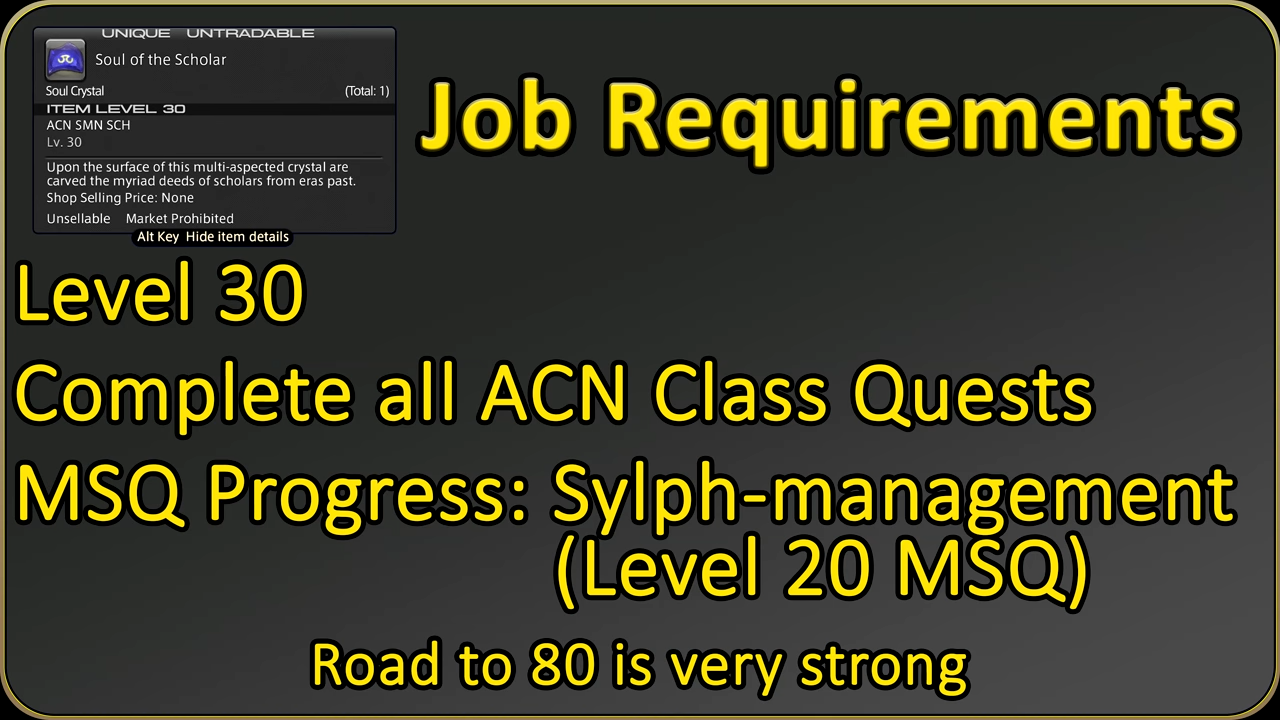 UNIQUE UNTRADABLE
Soul of the Scholar
Soul Crystal (Total: 1)
ITEM LEVEL 30
ACN SMN SCH
Lv. 30
Upon the surface of this multi-aspected crystal are
carved the myriad deeds of scholars from eras past.
Shop Selling Price: None
Unsellable Market Prohibited
Alt Key Hide item details
Job Requirements
Level 30
Complete all ACN Class Quests
MSQ Progress: Sylph-management
(Level 20 MSQ)
Road to 80 is very strong